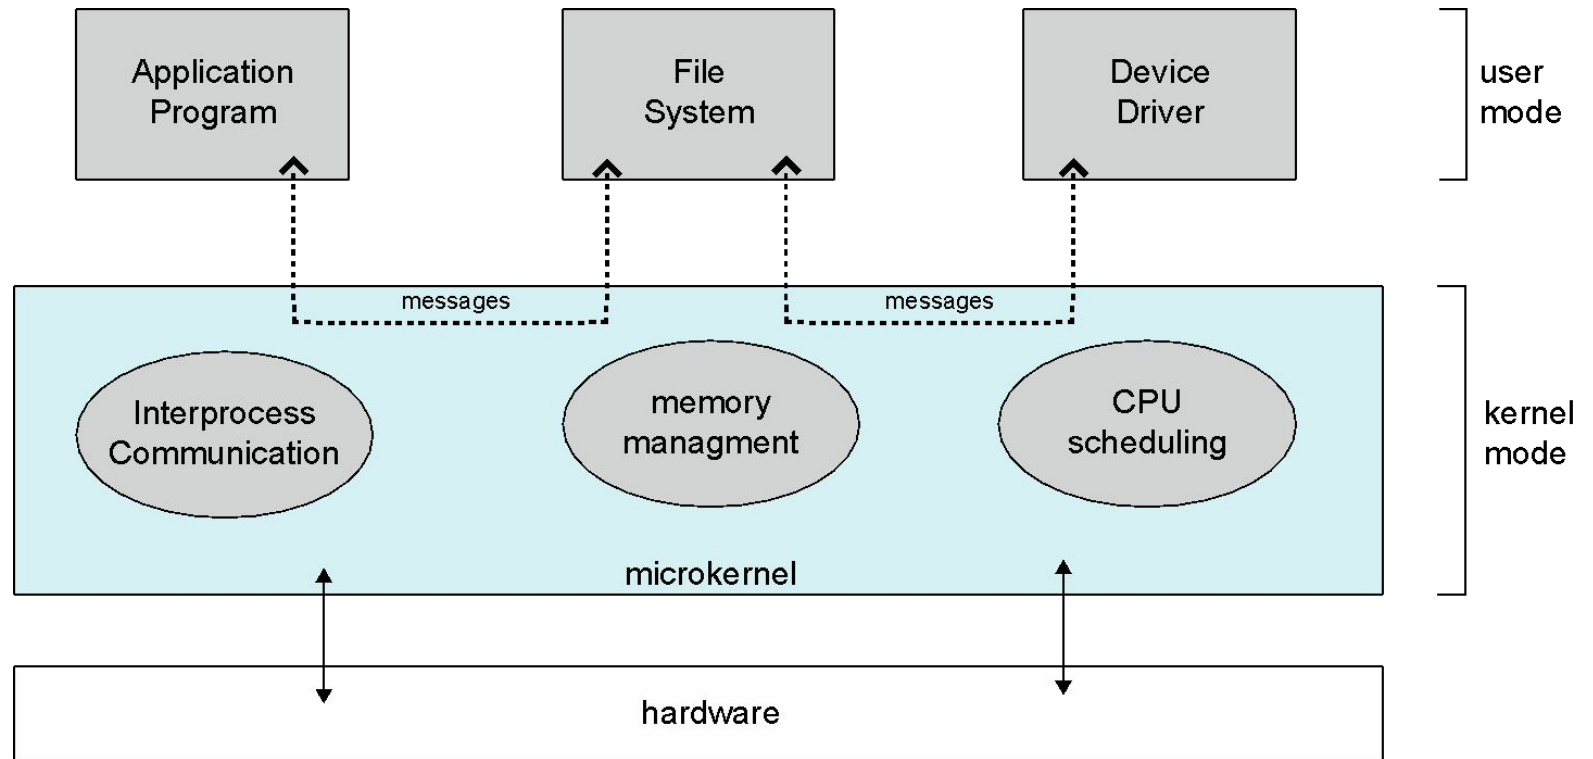 Application
Program
File
System
Device
Driver
user
mode
messages
messages
Interprocess
Communication
memory
managment
CPU
scheduling
kernel
mode
microkernel
hardware